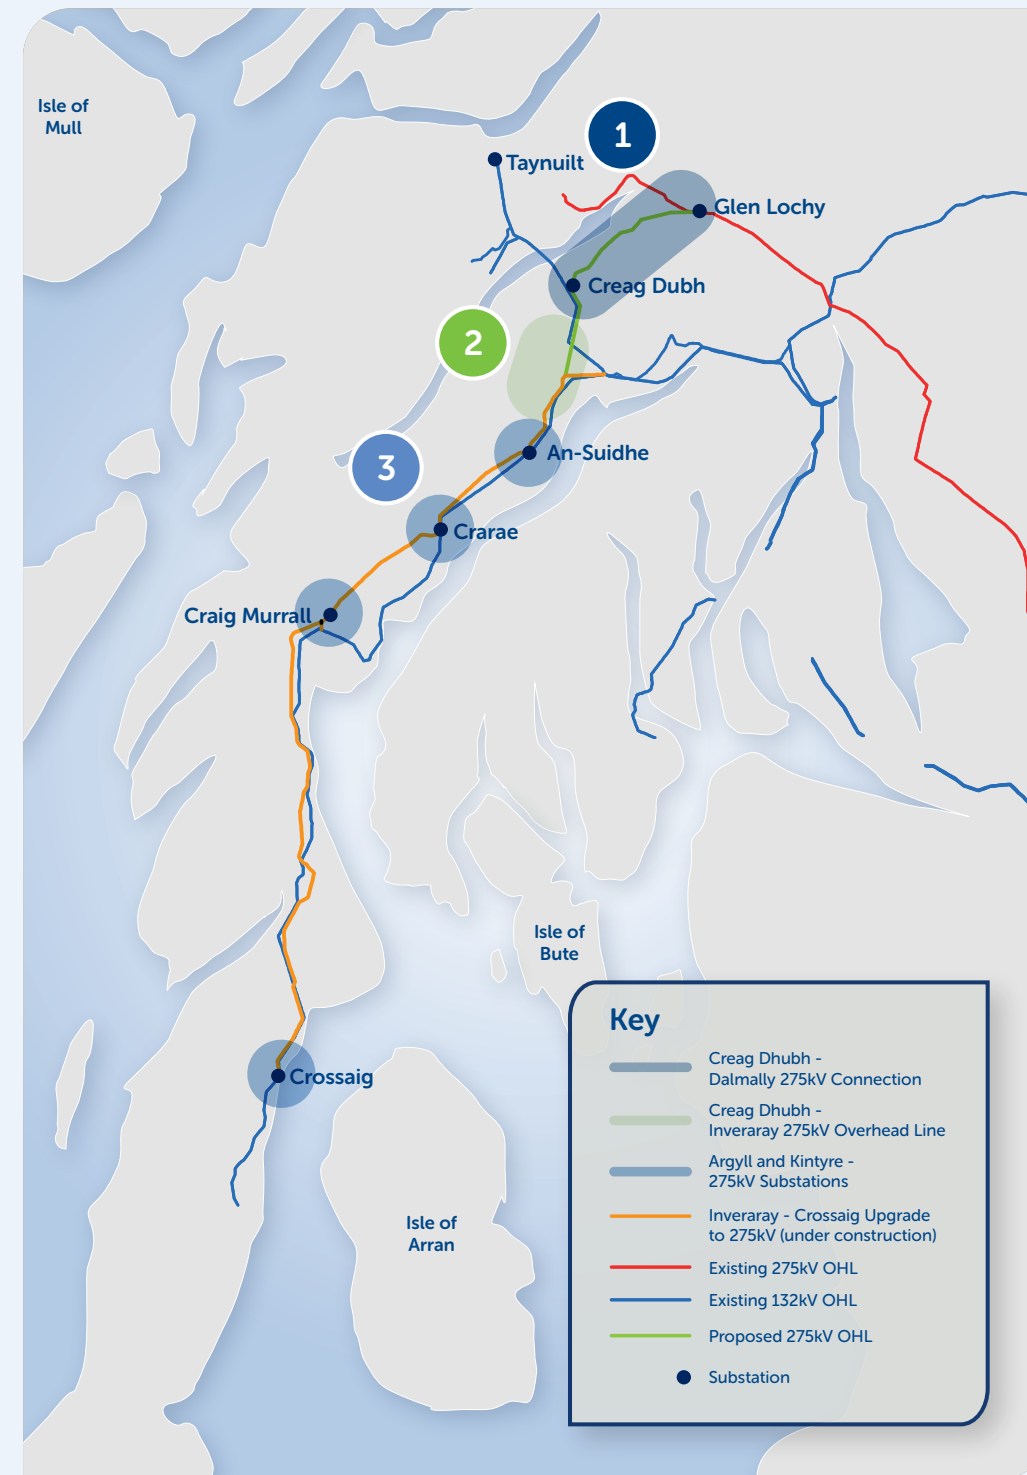 Isle of
Mull
1
Taynuilt
Glen Lochy
Creag Dubh
2
An-Suidhe
3
Crarae
Craig Murrall
Isle of
Bute
Crossaig
Isle of
Arran
Key
Creag Dhubh -
Dalmally 275kV Connection
Creag Dhubh -
Inveraray 275kV Overhead Line
Argyll and Kintyre -
275kV Substations
Inveraray - Crossaig Upgrade
to 275kV (under construction)
Existing 275kV OHL
Existing 132kV OHL
Proposed 275kV OHL
Substation